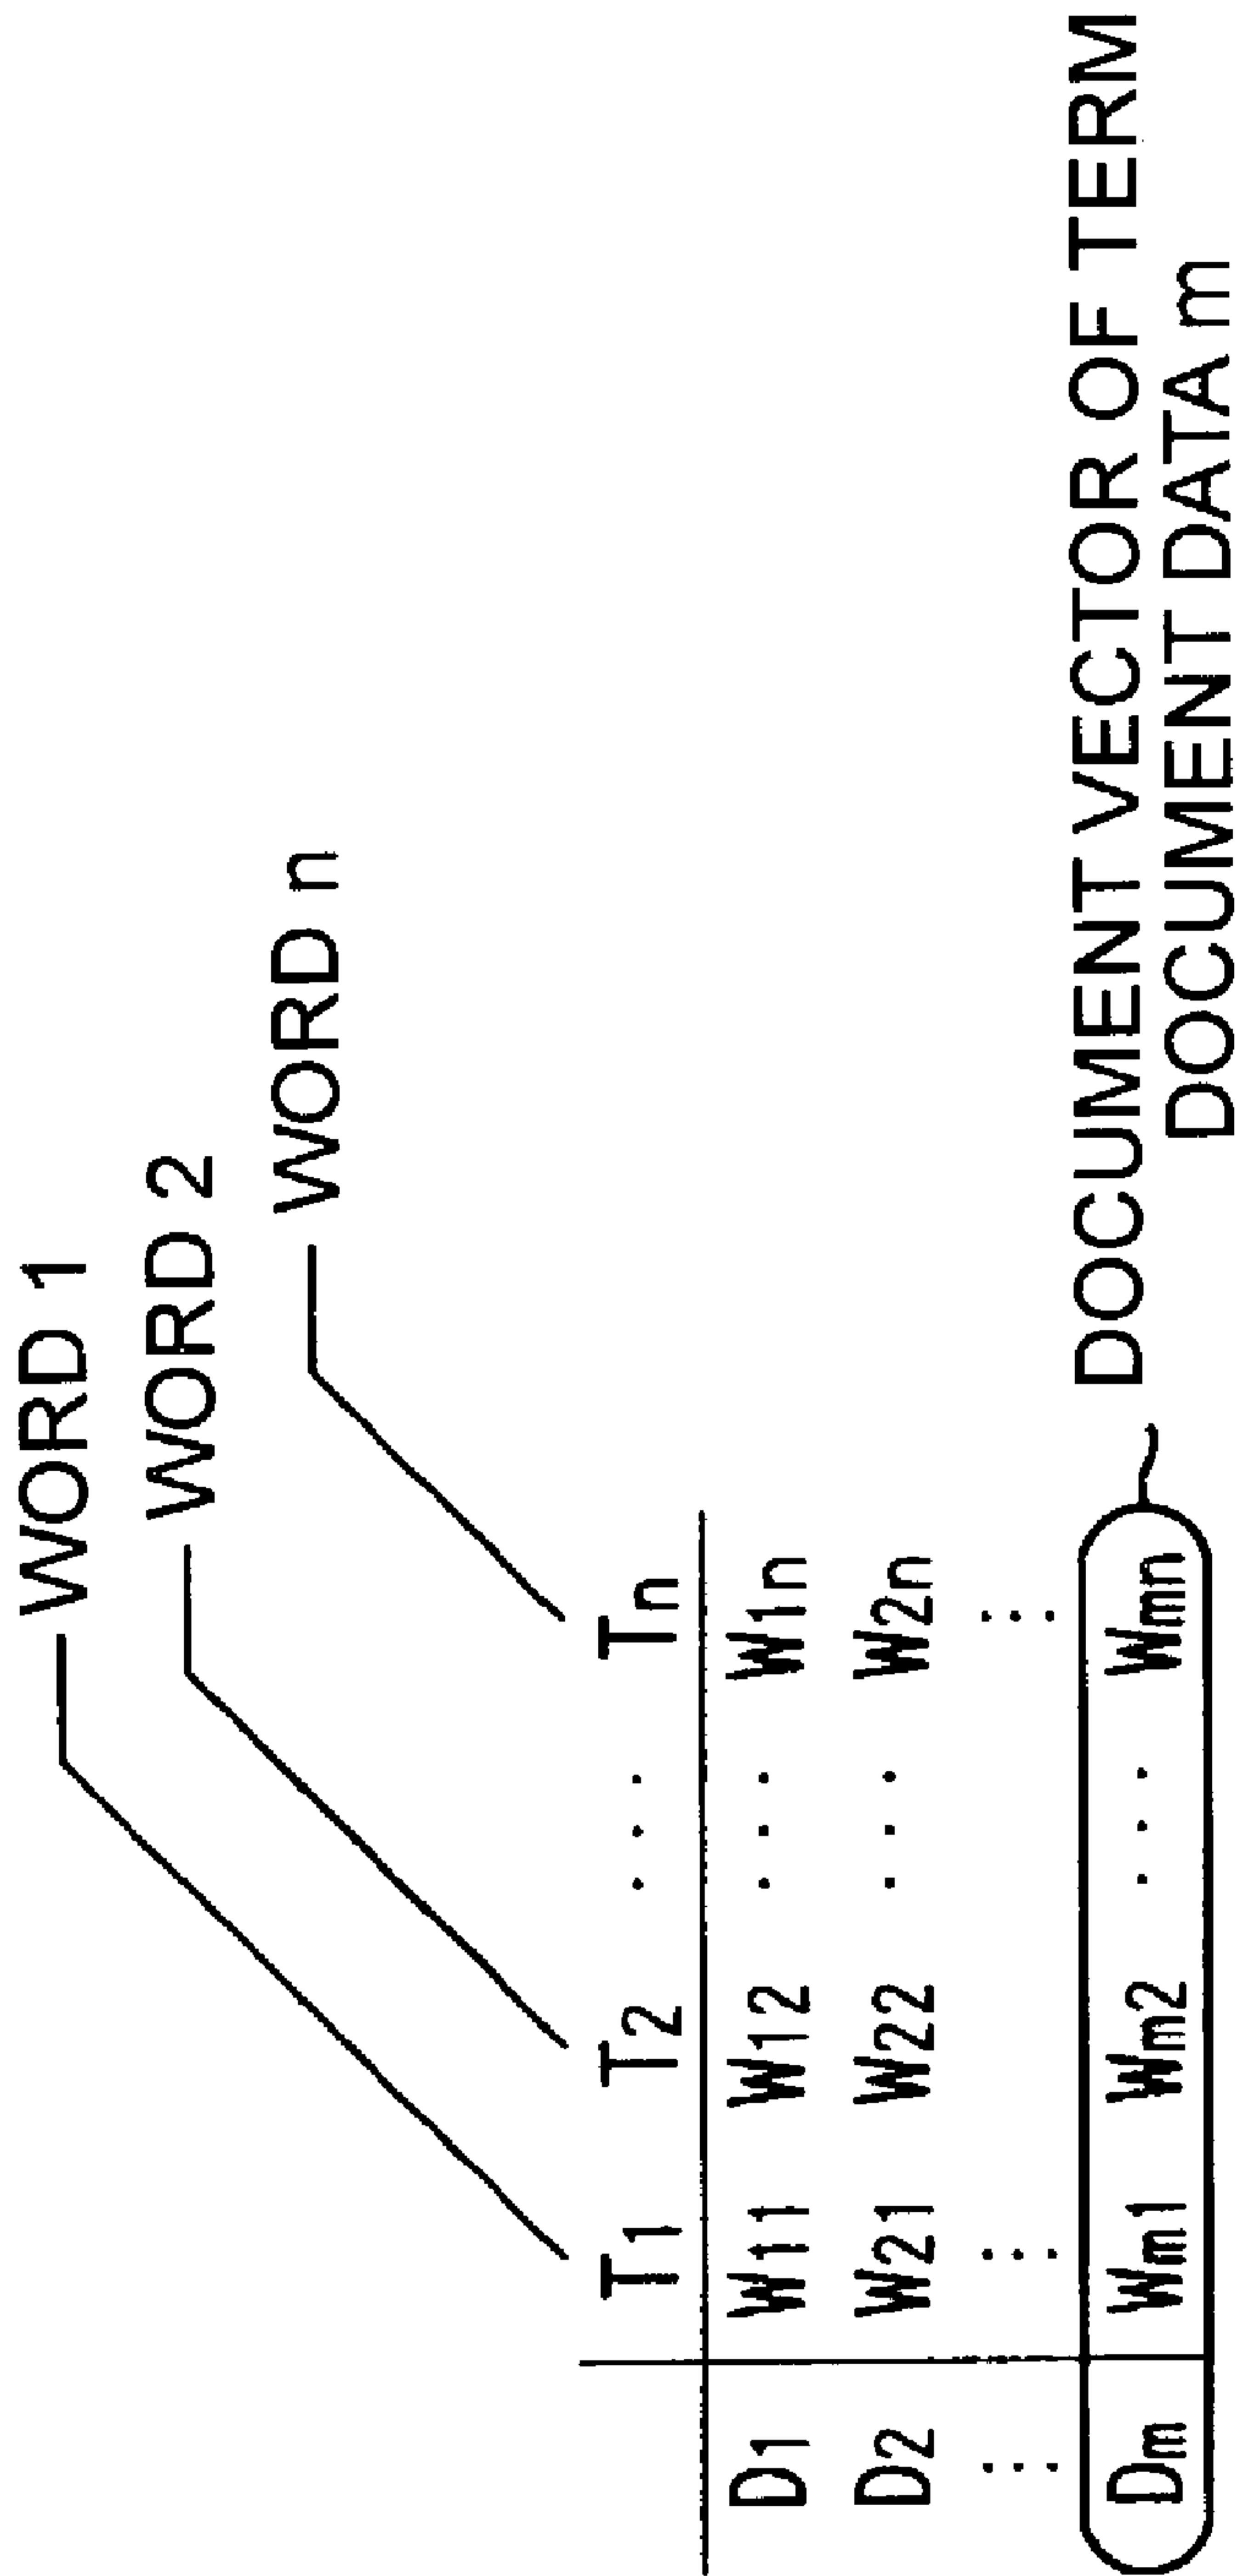 WORD 1
WORD 2
WORD n
T1 T2 ... Tn
D1 W11 W12 ... W1n
D2 W21 W22 ... W2n
⋮ ⋮ ⋮
Dm Wm1 Wm2 ... Wmn
DOCUMENT VECTOR OF TERM
DOCUMENT DATA m